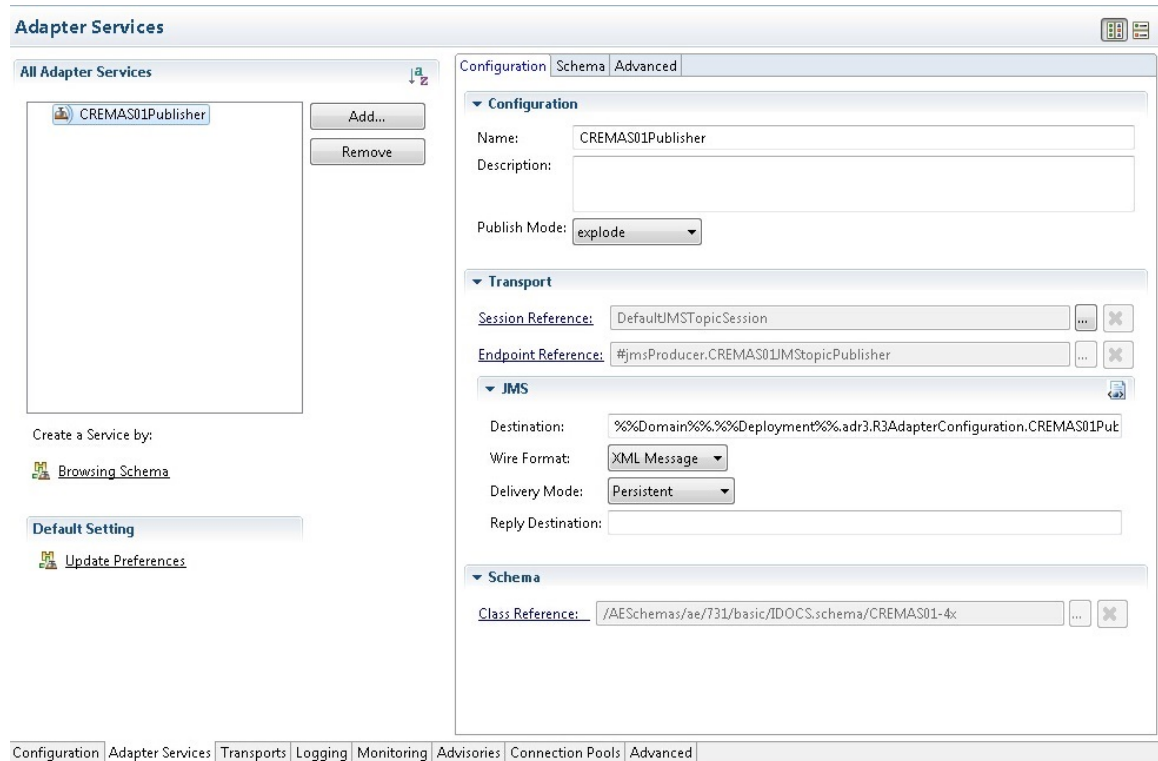 Adapter Services
All Adapter Services
a
z
CREMAS01Publisher
Add...
Remove
Create a Service by:
Browsing Schema
Default Setting
Update Preferences
Configuration Schema Advanced
Configuration
Name: CREMAS01Publisher
Description:
Publish Mode: explode
Transport
Session Reference: DefaultJMSTopicSession ...
Endpoint Reference: #jmsProducer.CREMAS01JMStopicPublisher ...
JMS
Destination: %%Domain%%.%%Deployment%%.adr3.R3AdapterConfiguration.CREMAS01Pub
Wire Format: XML Message
Delivery Mode: Persistent
Reply Destination:
Schema
Class Reference: /AESchemas/ae/731/basic/IDOCS.schema/CREMAS01-4x ...
Configuration Adapter Services Transports Logging Monitoring Advisories Connection Pools Advanced